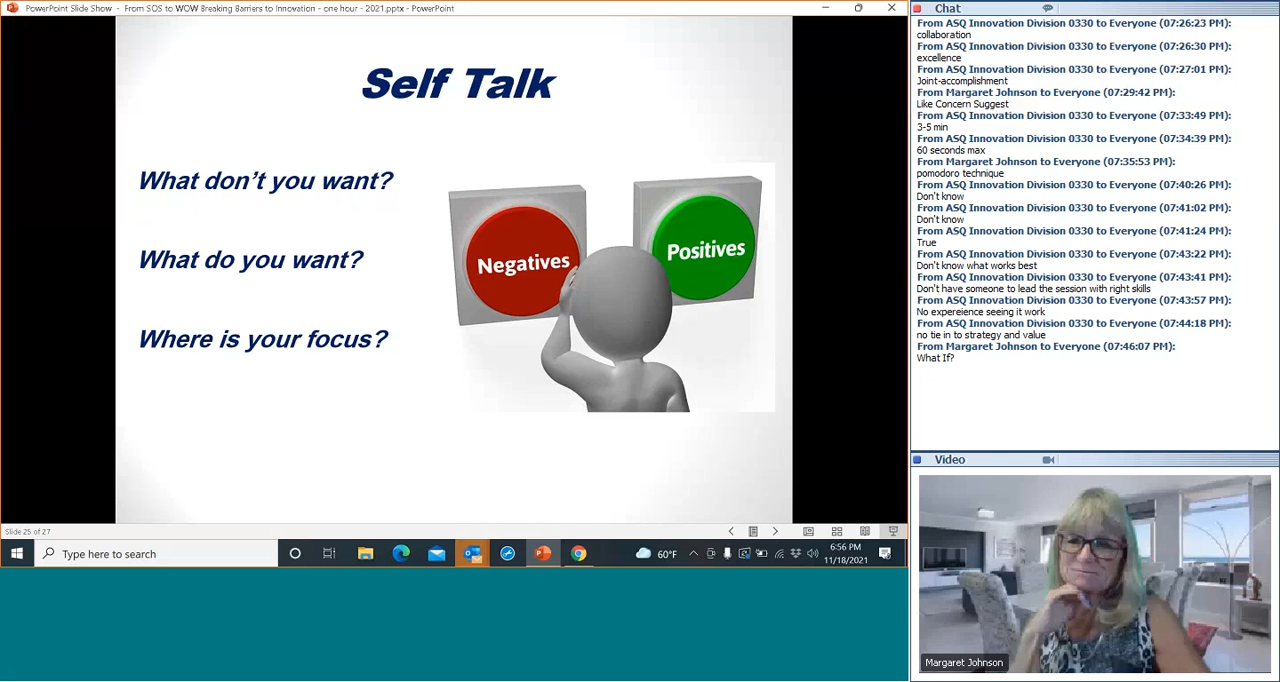 PowerPoint Slide Show - From SOS to WOW Breaking Barriers to Innovation - one hour - 2021.pptx - PowerPoint
Self Talk
What don't you want?
What do you want?
Where is your focus?
Negatives
Positives
Slide 25 of 27
Type here to search
60°F
6:56 PM
11/18/2021
Chat
From ASQ Innovation Division 0330 to Everyone (07:26:23 PM):
collaboration
From ASQ Innovation Division 0330 to Everyone (07:26:30 PM):
excellence
From ASQ Innovation Division 0330 to Everyone (07:27:01 PM):
Joint-accomplishment
From Margaret Johnson to Everyone (07:29:42 PM):
Like Concern Suggest
From ASQ Innovation Division 0330 to Everyone (07:33:49 PM):
3-5 min
From ASQ Innovation Division 0330 to Everyone (07:34:39 PM):
60 seconds max
From Margaret Johnson to Everyone (07:35:53 PM):
pomodoro technique
From ASQ Innovation Division 0330 to Everyone (07:40:26 PM):
Don't know
From ASQ Innovation Division 0330 to Everyone (07:41:02 PM):
Don't know
From ASQ Innovation Division 0330 to Everyone (07:41:24 PM):
True
From ASQ Innovation Division 0330 to Everyone (07:43:22 PM):
Don't know what works best
From ASQ Innovation Division 0330 to Everyone (07:43:41 PM):
Don't have someone to lead the session with right skills
From ASQ Innovation Division 0330 to Everyone (07:43:57 PM):
No expereience seeing it work
From ASQ Innovation Division 0330 to Everyone (07:44:18 PM):
no tie in to strategy and value
From Margaret Johnson to Everyone (07:46:07 PM):
What If?
Video
Margaret Johnson